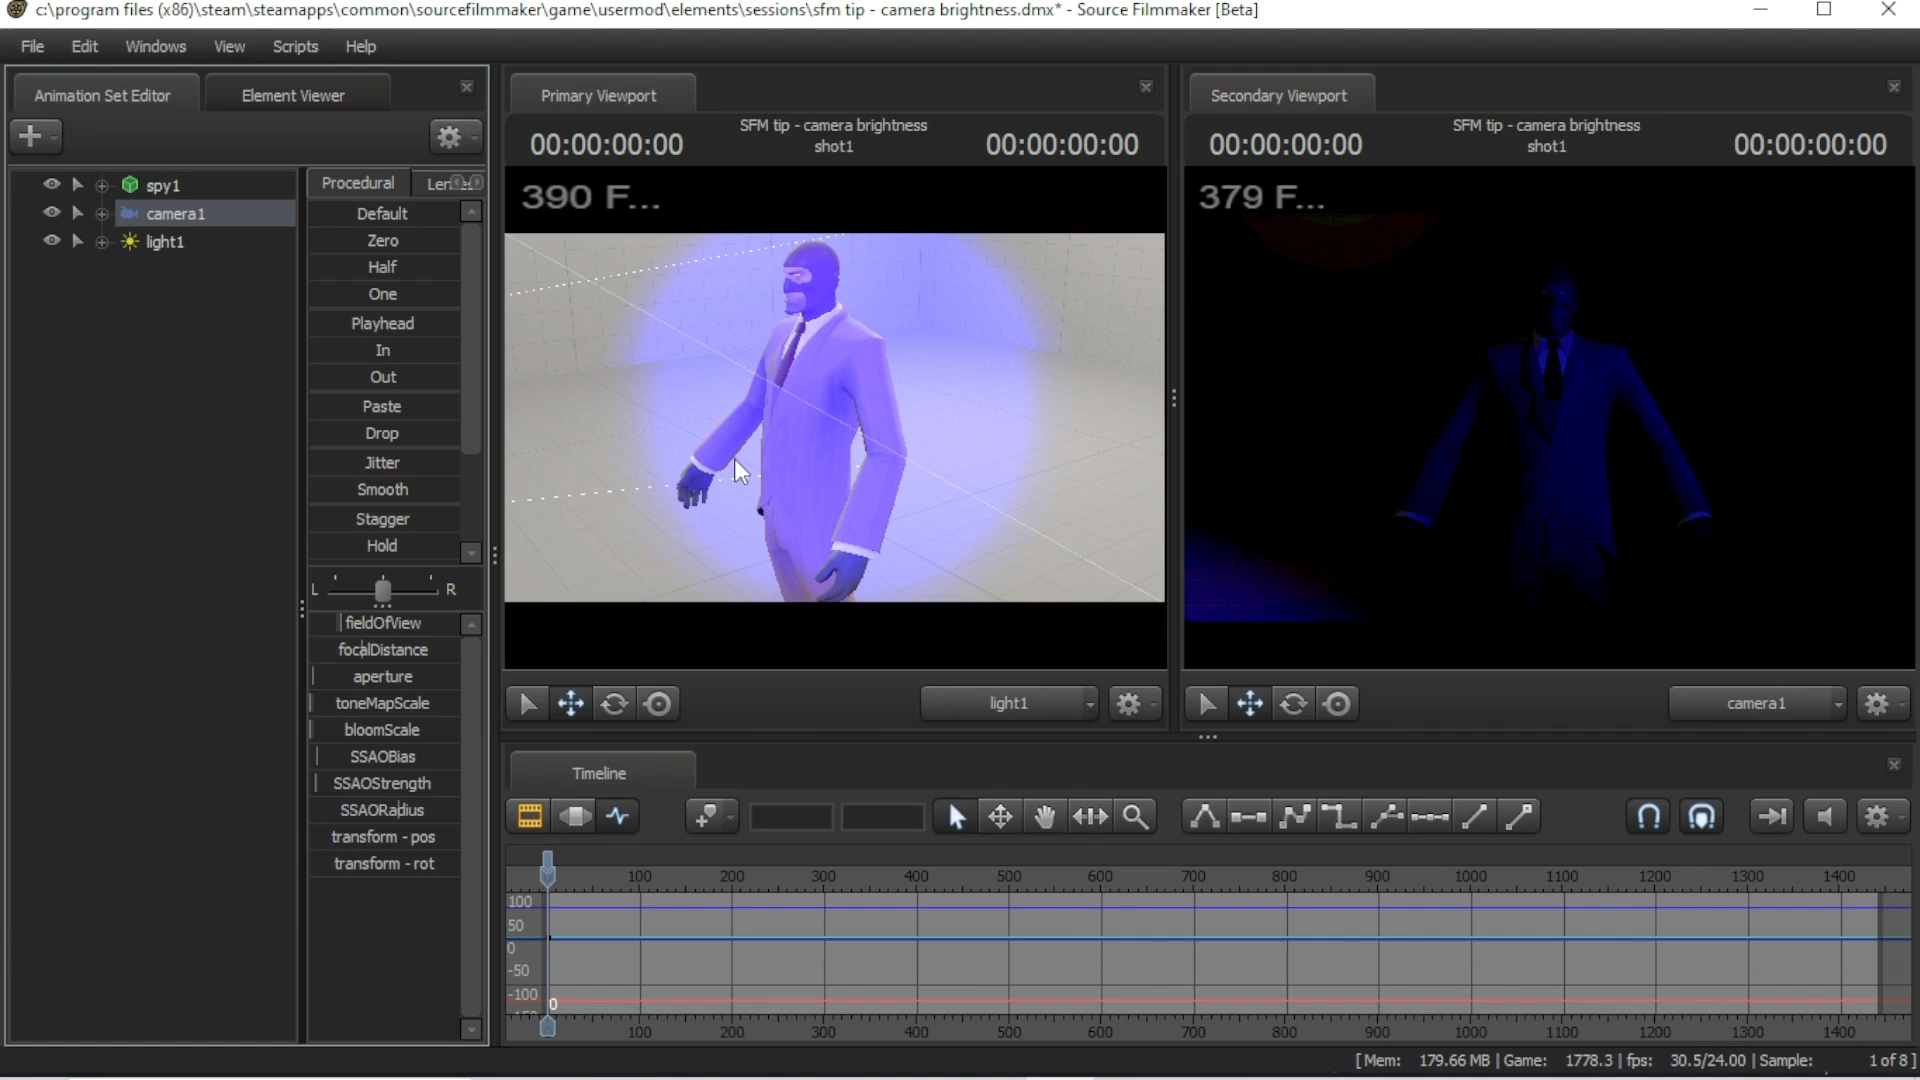 c:\program files (x86)\steam\steamapps\common\sourcefilmmaker\game\usermod\elements\sessions\sfm tip - camera brightness.dmx* - Source Filmmaker [Beta]
File Edit Windows View Scripts Help
Animation Set Editor Element Viewer
spy1
camera1
light1
Procedural
Default
Zero
Half
One
Playhead
In
Out
Paste
Drop
Jitter
Smooth
Stagger
Hold
L R
fieldOfView
focalDistance
aperture
toneMapScale
bloomScale
SSAOBias
SSAOStrength
SSAORadius
transform - pos
transform - rot
Primary Viewport
00:00:00:00 SFM tip - camera brightness 00:00:00:00
shot1
390 F...
light1
Secondary Viewport
00:00:00:00 SFM tip - camera brightness 00:00:00:00
shot1
379 F...
camera1
Timeline
100 200 300 400 500 600 700 800 900 1000 1100 1200 1300 1400
100
50
0
-50
-100
0
100 200 300 400 500 600 700 800 900 1000 1100 1200 1300 1400
[ Mem: 179.66 MB | Game: 1778.3 | fps: 30.5/24.00 | Sample: 1 of 8 ]